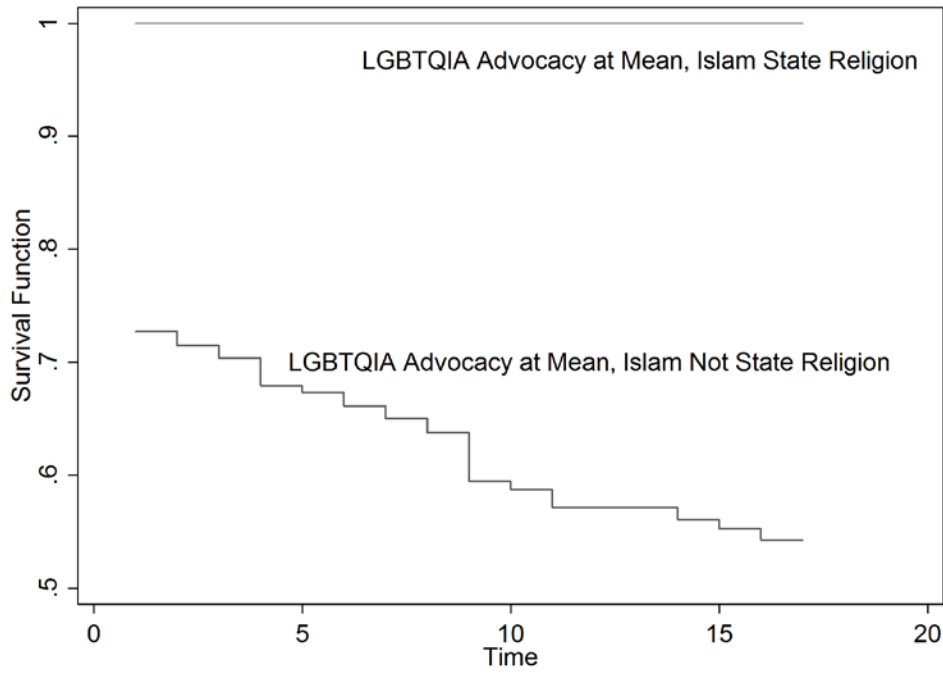 1
.9
.8
.7
.6
.5
Survival Function
LGBTQIA Advocacy at Mean, Islam State Religion
LGBTQIA Advocacy at Mean, Islam Not State Religion
0
5
10
15
20
Time